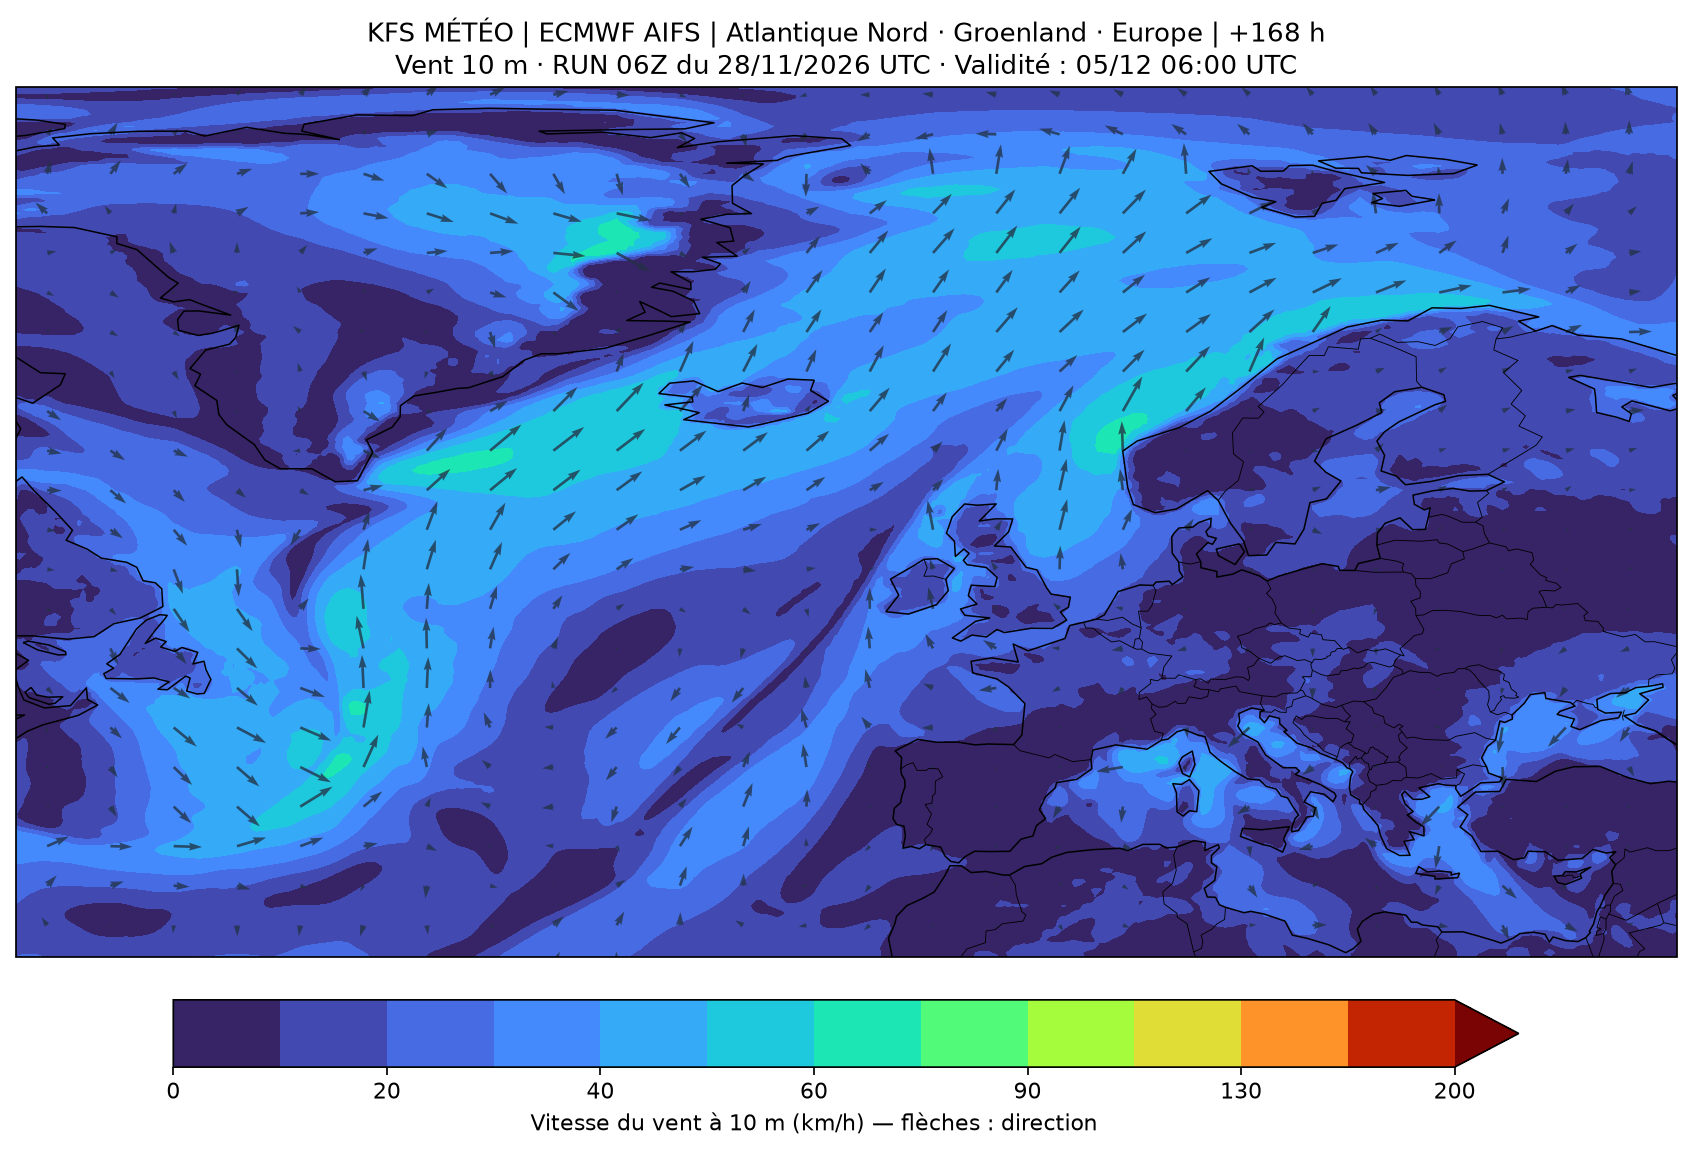 KFS MÉTÉO | ECMWF AIFS | Atlantique Nord · Groenland · Europe | +168 h
Vent 10 m · RUN 06Z du 28/11/2026 UTC · Validité : 05/12 06:00 UTC
0 20 40 60 90 130 200
Vitesse du vent à 10 m (km/h) — flèches : direction